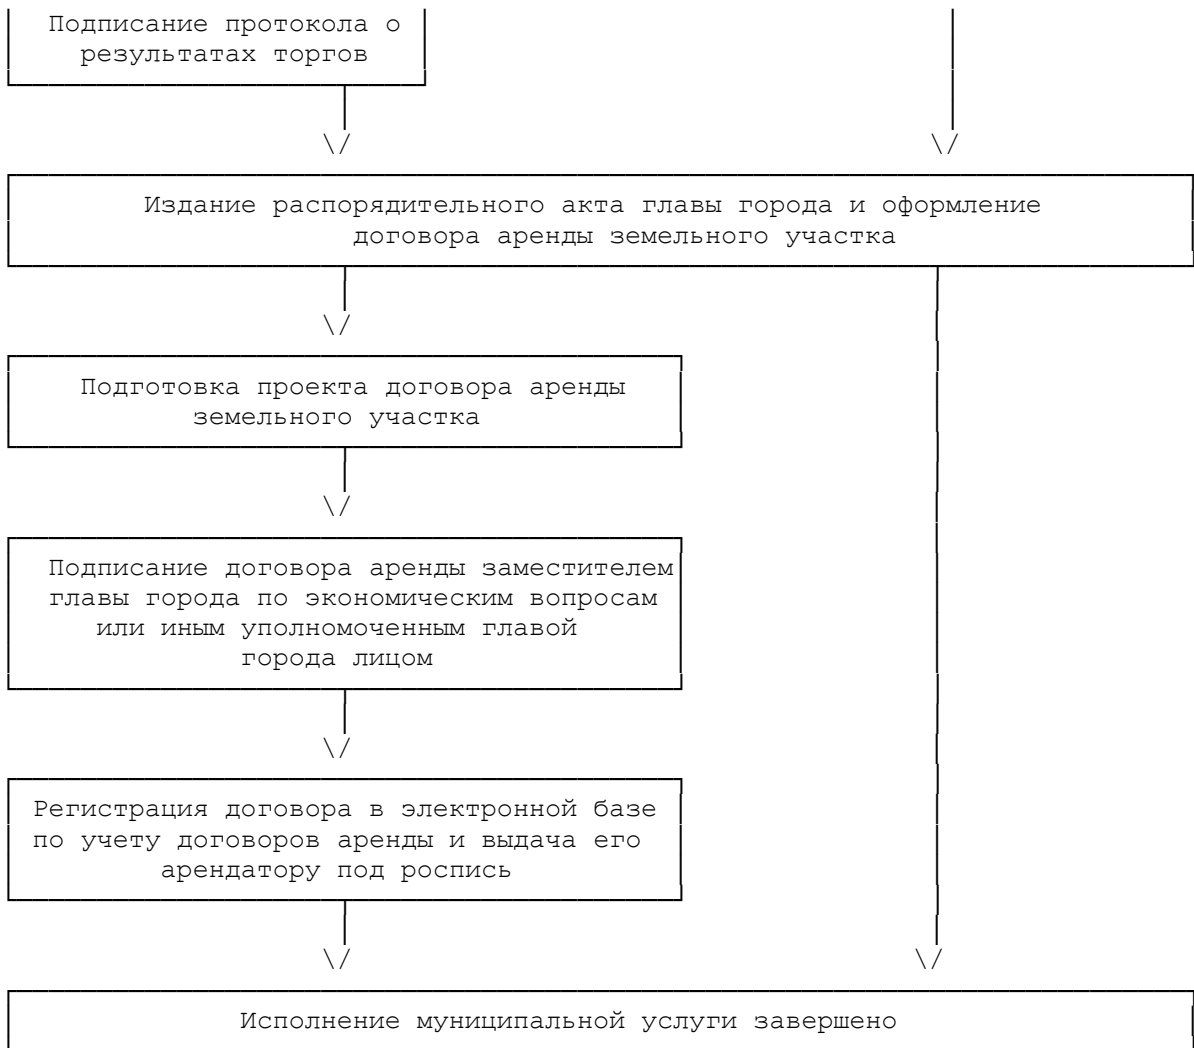 Подписание протокола о
результатах торгов
\/ \/
Издание распорядительного акта главы города и оформление
договора аренды земельного участка
\/
Подготовка проекта договора аренды
земельного участка
\/
Подписание договора аренды заместителем
главы города по экономическим вопросам
или иным уполномоченным главой
города лицом
\/
Регистрация договора в электронной базе
по учету договоров аренды и выдача его
арендатору под роспись
\/ \/
Исполнение муниципальной услуги завершено